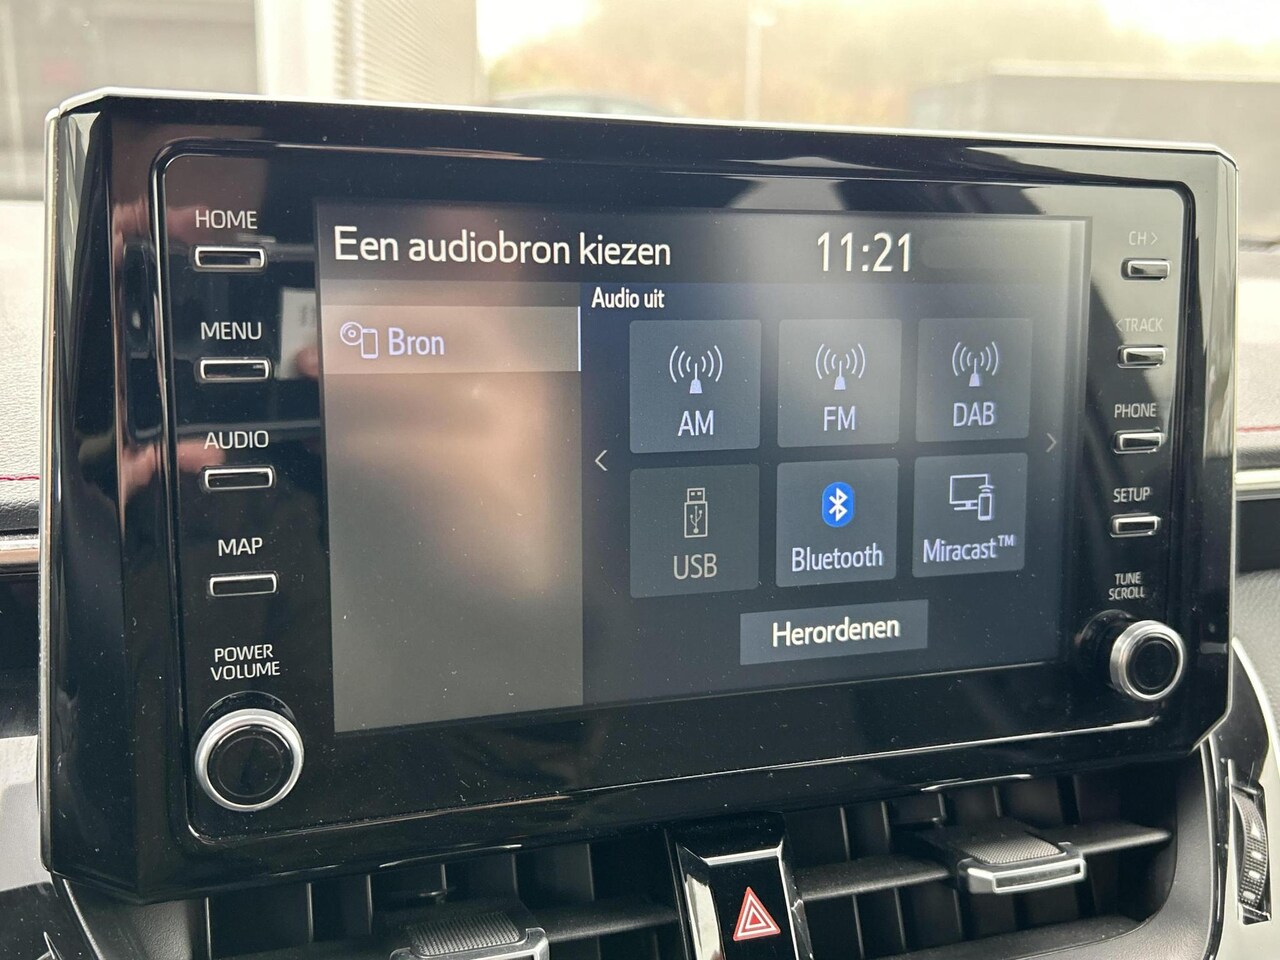 HOME
MENU
AUDIO
MAP
POWER
VOLUME
Een audiobron kiezen
11:21
Bron
Audio uit
AM
FM
DAB
USB
Bluetooth
Miracast™
Herordenen
CH >
< TRACK
PHONE
SETUP
TUNE
SCROLL